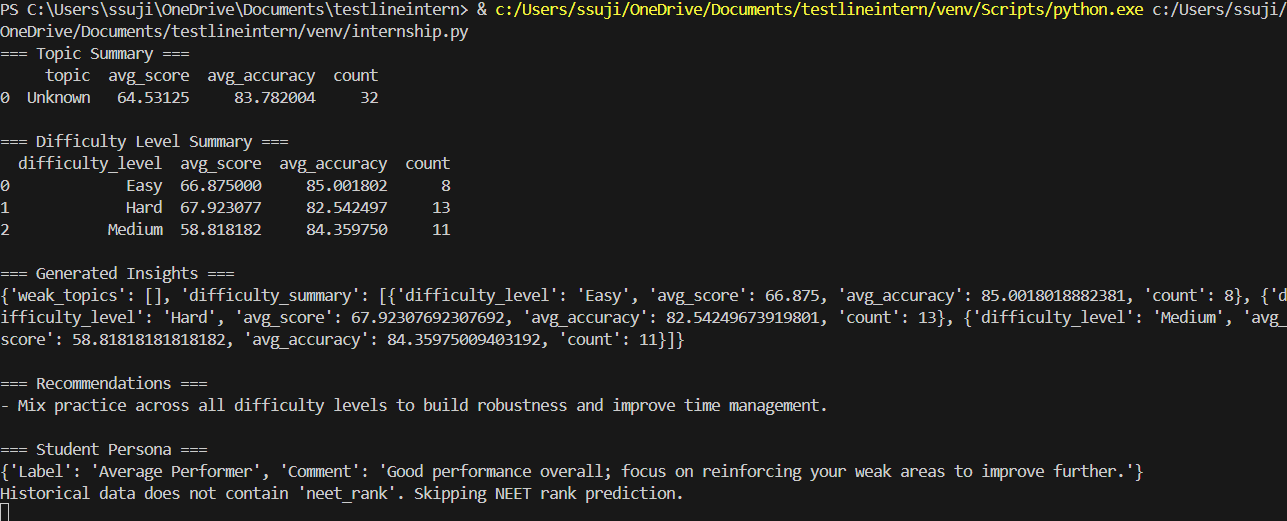 PS C:\Users\ssuji\OneDrive\Documents\testlineintern> & c:/Users/ssuji/OneDrive/Documents/testlineintern/venv/Scripts/python.exe c:/Users/ssuji/
OneDrive/Documents/testlineintern/venv/internship.py
=== Topic Summary ===
     topic  avg_score  avg_accuracy  count
0  Unknown   64.53125     83.782004     32
=== Difficulty Level Summary ===
  difficulty_level  avg_score  avg_accuracy  count
0             Easy  66.875000     85.001802      8
1             Hard  67.923077     82.542497     13
2           Medium  58.818182     84.359750     11
=== Generated Insights ===
{'weak_topics': [], 'difficulty_summary': [{'difficulty_level': 'Easy', 'avg_score': 66.875, 'avg_accuracy': 85.0018018882381, 'count': 8}, {'d
ifficulty_level': 'Hard', 'avg_score': 67.92307692307692, 'avg_accuracy': 82.54249673919801, 'count': 13}, {'difficulty_level': 'Medium', 'avg_
score': 58.81818181818182, 'avg_accuracy': 84.35975009403192, 'count': 11}]}
=== Recommendations ===
- Mix practice across all difficulty levels to build robustness and improve time management.
=== Student Persona ===
{'Label': 'Average Performer', 'Comment': 'Good performance overall; focus on reinforcing your weak areas to improve further.'}
Historical data does not contain 'neet_rank'. Skipping NEET rank prediction.